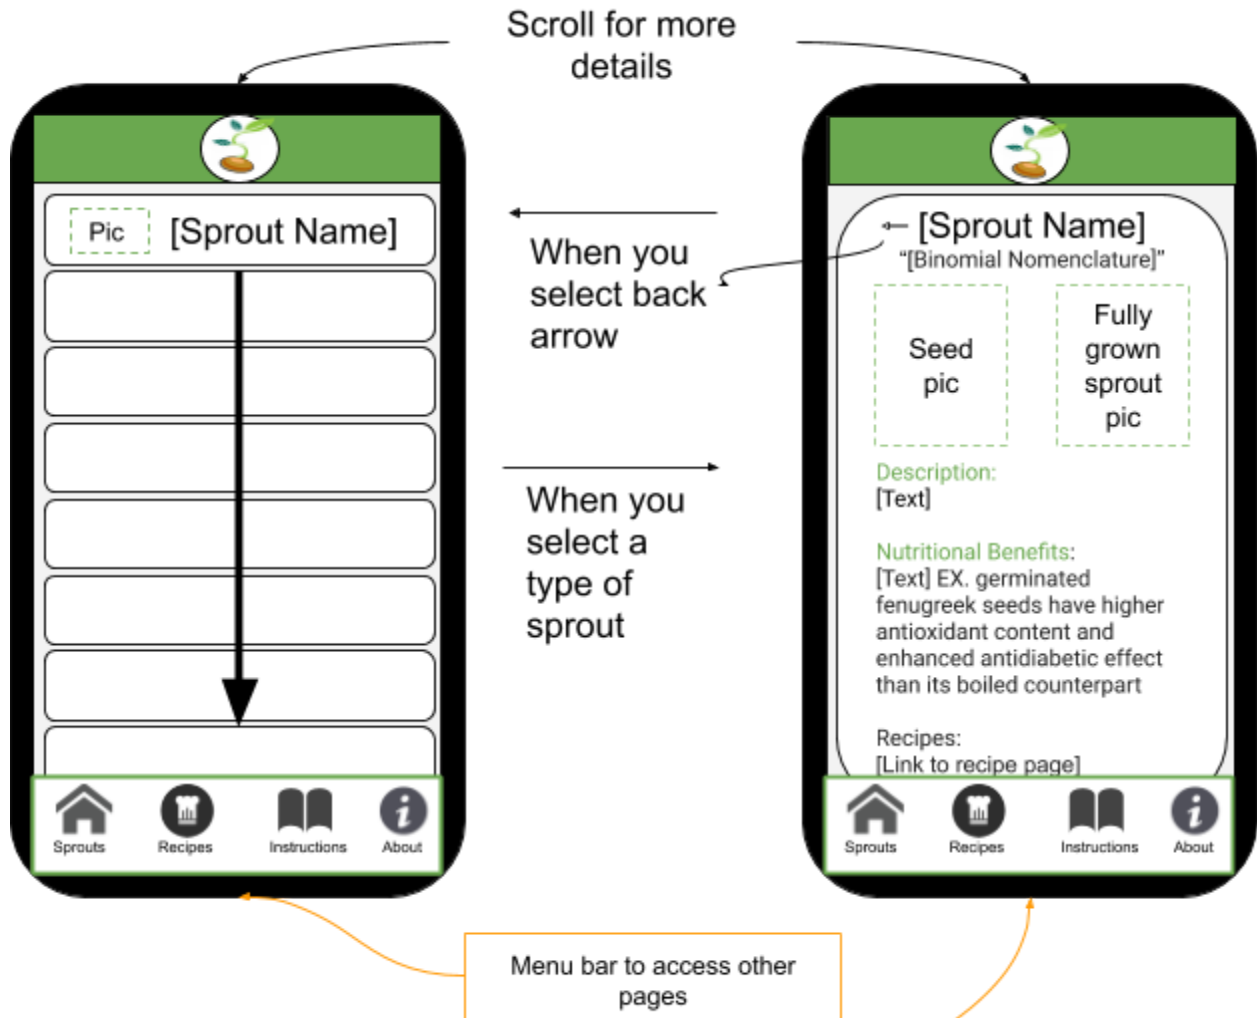 Scroll for more
details
Pic
[Sprout Name]
When you
select back
arrow
When you
select a
type of
sprout
Sprouts
Recipes
Instructions
About
[Sprout Name]
“[Binomial Nomenclature]”
Seed
pic
Fully
grown
sprout
pic
Description:
[Text]
Nutritional Benefits:
[Text] EX. germinated
fenugreek seeds have higher
antioxidant content and
enhanced antidiabetic effect
than its boiled counterpart
Recipes:
[Link to recipe page]
Sprouts
Recipes
Instructions
About
Menu bar to access other
pages